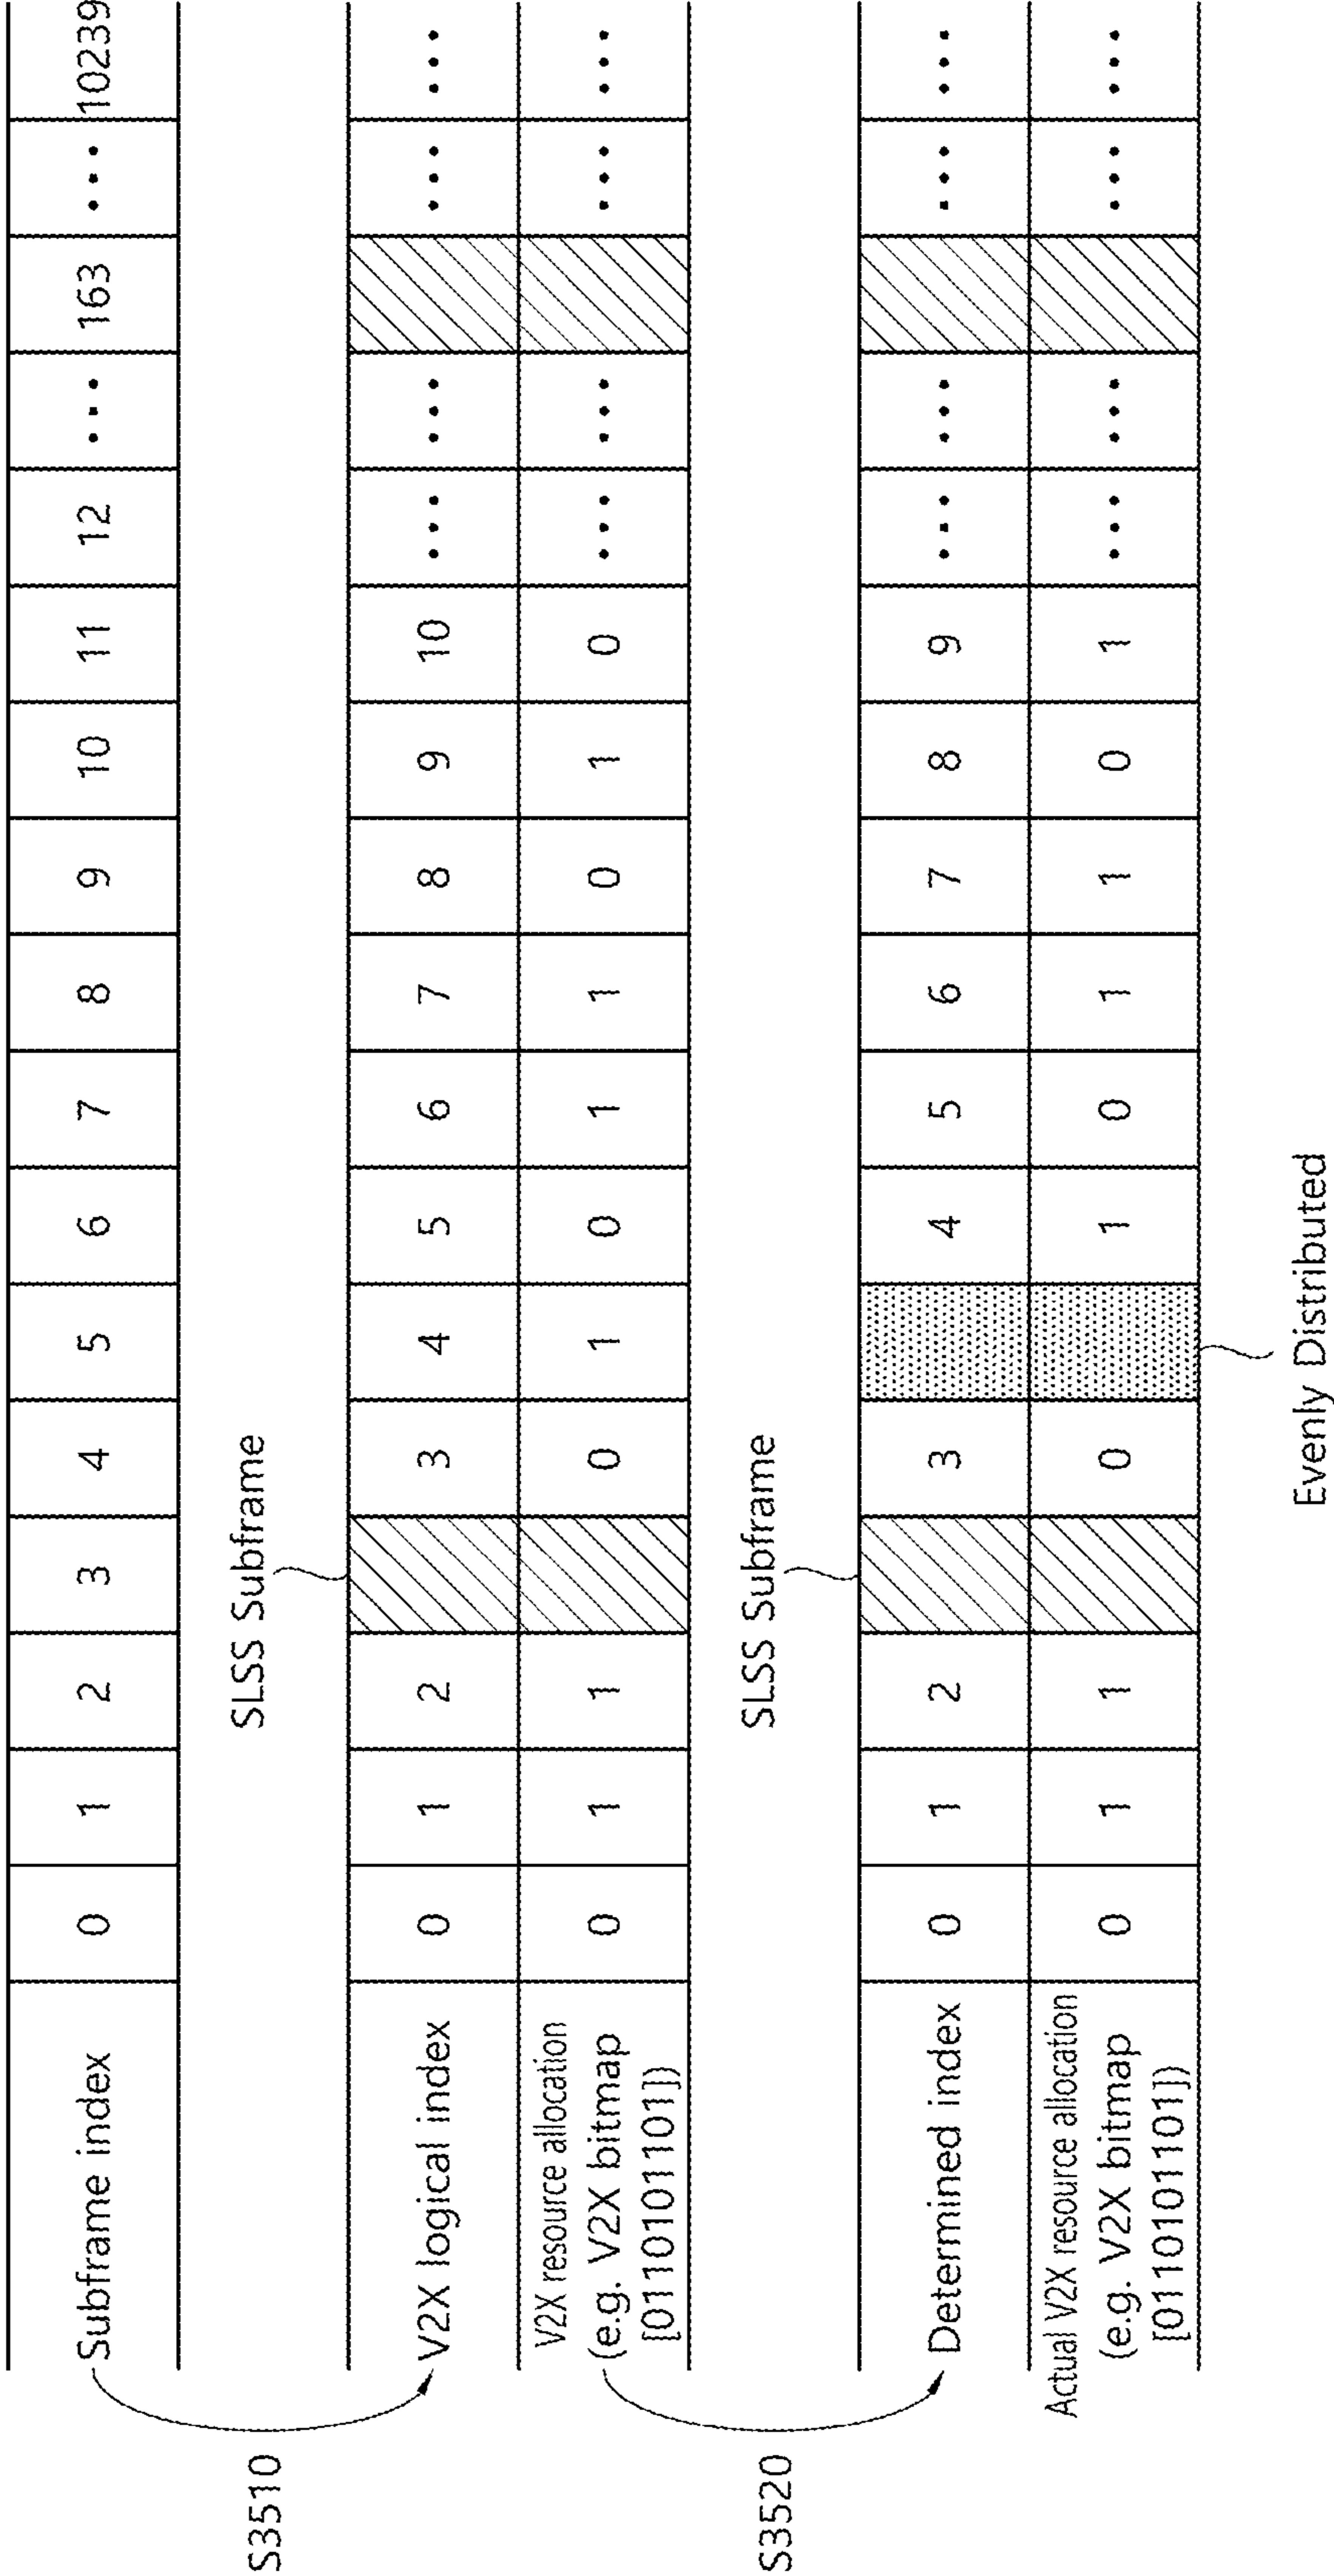 Subframe index 0 1 2 3 4 5 6 7 8 9 10 11 12 ••• 163 ••• 10239
S3510
SLSS Subframe
V2X logical index 0 1 2 3 4 5 6 7 8 9 10 ••• ••• ••• •••
V2X resource allocation
(e.g. V2X bitmap
[0110101101])
0 1 1 0 1 0 1 1 0 1 0 ••• ••• ••• •••
S3520
SLSS Subframe
Determined index 0 1 2 3 4 5 6 7 8 9 ••• ••• ••• •••
Actual V2X resource allocation
(e.g. V2X bitmap
[0110101101])
0 1 1 0 1 0 1 1 0 1 ••• ••• ••• •••
Evenly Distributed